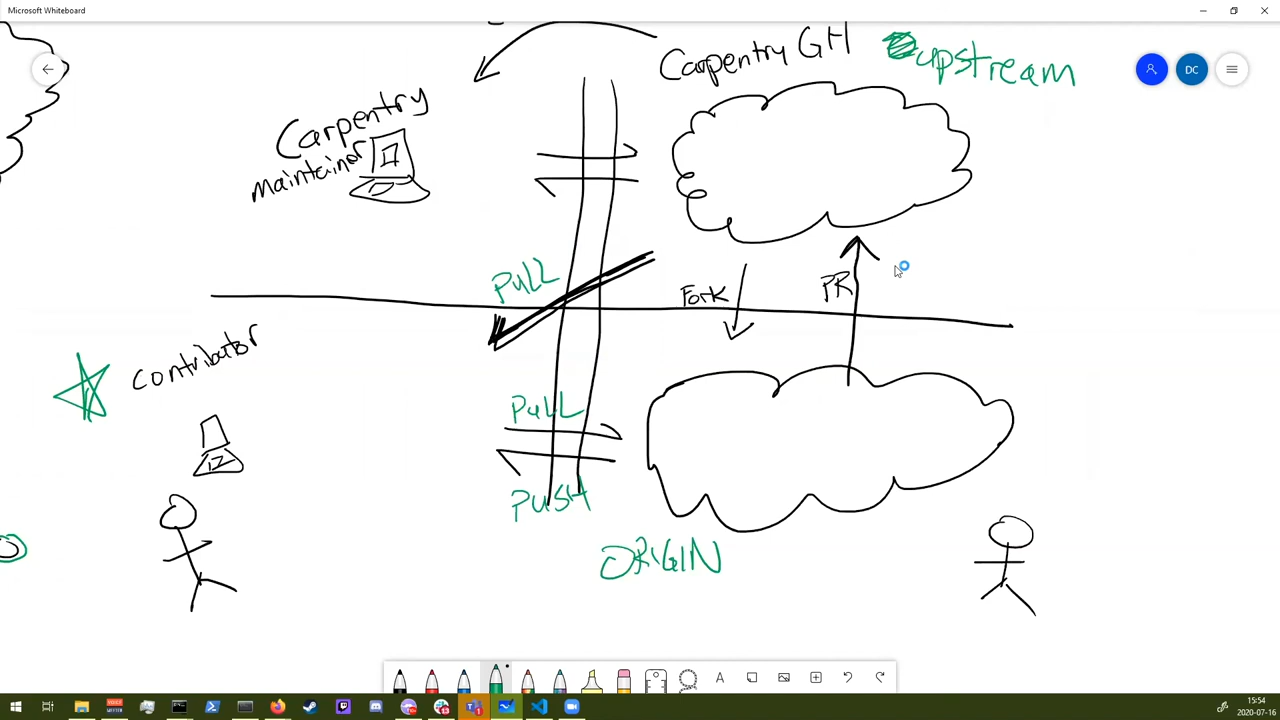 Microsoft Whiteboard
Carpentry GH
upstream
DC
Carpentry
maintainer
PULL
Fork
PR
contributor
PULL
PUSH
ORIGIN
A
15:54
2020-07-16